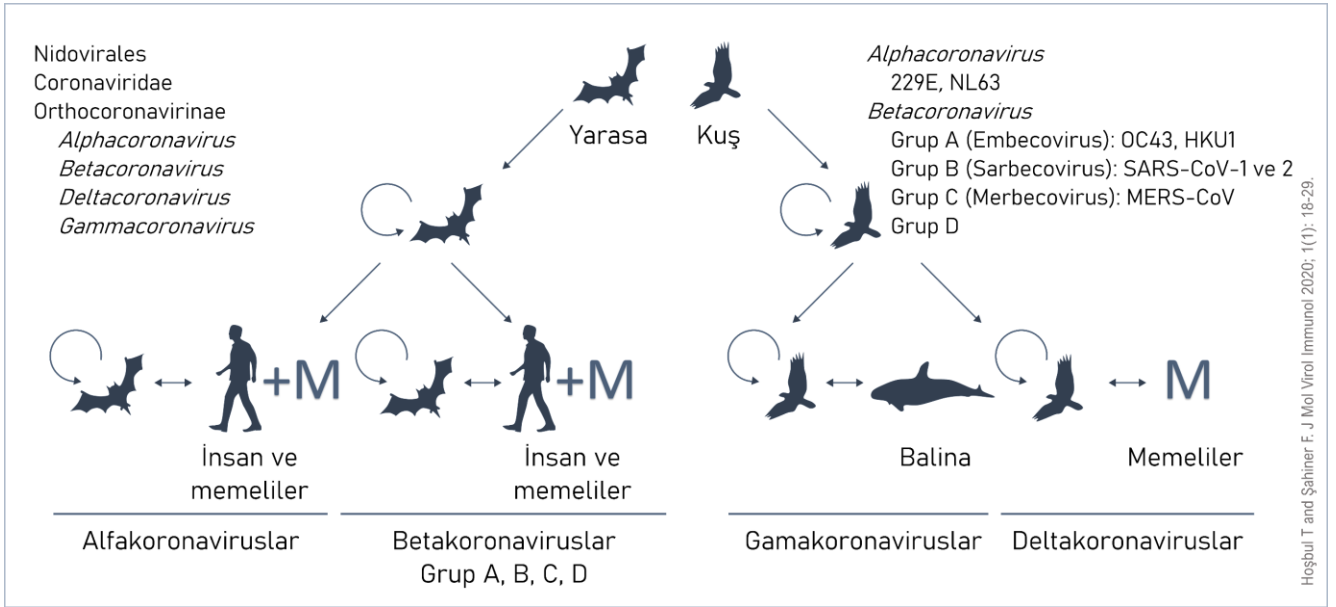 Nidovirales
Coronaviridae
Orthocoronavirinae
Alphacoronavirus
Betacoronavirus
Deltacoronavirus
Gammacoronavirus
Yarasa
Kuş
Alphacoronavirus
229E, NL63
Betacoronavirus
Grup A (Embecovirus): OC43, HKU1
Grup B (Sarbecovirus): SARS-CoV-1 ve 2
Grup C (Merbecovirus): MERS-CoV
Grup D
+M
+M
M
İnsan ve
memeliler
İnsan ve
memeliler
Balina
Memeliler
Alfakoronaviruslar
Betakoronaviruslar
Grup A, B, C, D
Gamakoronaviruslar
Deltakoronaviruslar
Hoşbul T and Şahiner F. J Mol Virol Immunol 2020; 1(1): 18-29.